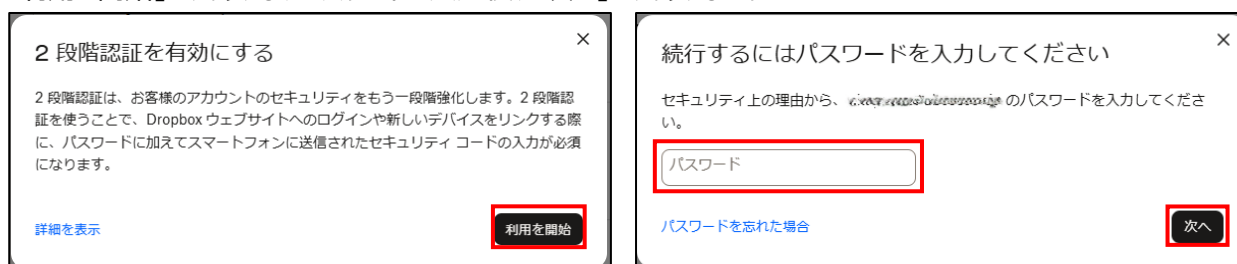 2 段階認証を有効にする
×
2 段階認証は、お客様のアカウントのセキュリティをもう一段階強化します。2 段階認
証を使うことで、Dropbox ウェブサイトへのログインや新しいデバイスをリンクする際
に、パスワードに加えてスマートフォンに送信されたセキュリティ コードの入力が必須
になります。
詳細を表示
利用を開始
続行するにはパスワードを入力してください
×
セキュリティ上の理由から、 のパスワードを入力してくださ
い。
パスワード
パスワードを忘れた場合
次へ